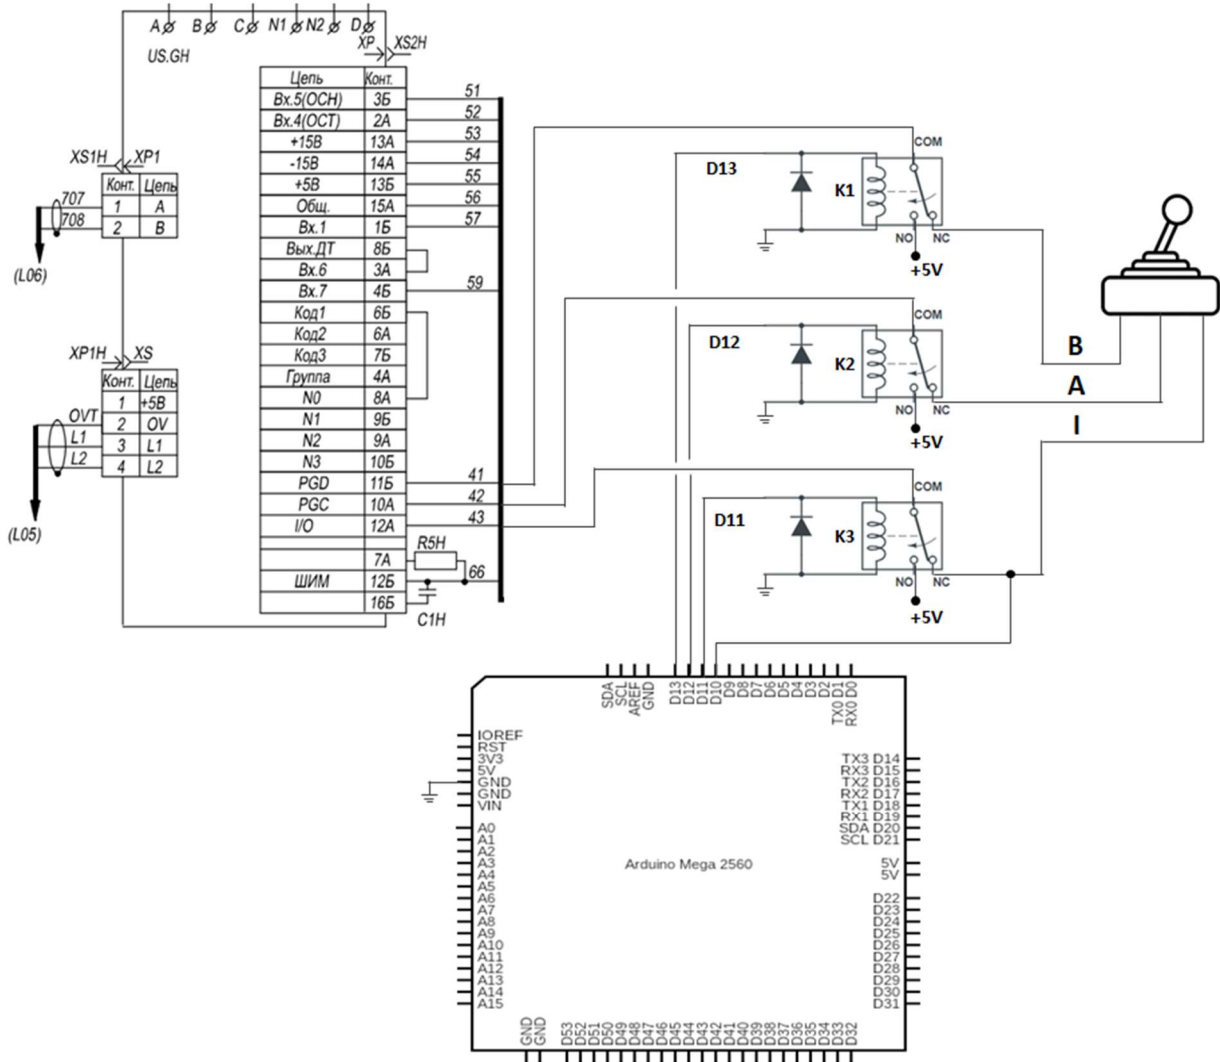 A B C N1 N2 D
US.GH
XP XS2H
Цепь Конт.
Вх.5(ОСН) 3Б 51
Вх.4(ОСТ) 2А 52
+15В 13А 53
-15В 14А 54
+5В 13Б 55
Общ. 15А 56
Вх.1 1Б 57
Вых.ДТ 8Б
Вх.6 3А
Вх.7 4Б 59
Код1 6Б
Код2 6А
Код3 7Б
Группа 4А
N0 8А
N1 9Б
N2 9А
N3 10Б
PGD 11Б 41
PGC 10А 42
I/O 12А 43
7А R5H
ШИМ 12Б 66
16Б C1H
XS1H XP1
Конт. Цепь
707 1 A
708 2 B
(L06)
XP1H XS
Конт. Цепь
1 +5В
OVT 2 OV
L1 3 L1
L2 4 L2
(L05)
D13 K1 COM
NO NC
+5V
D12 K2 COM
NO NC
+5V
D11 K3 COM
NO NC
+5V
B
A
I
SDA SCL AREF GND D13 D12 D11 D10 D9 D8 D7 D6 D5 D4 D3 D2 TX0 D1 RX0 D0
IOREF
RST
3V3
5V
GND
GND
VIN
A0
A1
A2
A3
A4
A5
A6
A7
A8
A9
A10
A11
A12
A13
A14
A15
Arduino Mega 2560
TX3 D14
RX3 D15
TX2 D16
RX2 D17
TX1 D18
RX1 D19
SDA D20
SCL D21
5V
5V
D22
D23
D24
D25
D26
D27
D28
D29
D30
D31
GND GND D53 D52 D51 D50 D49 D48 D47 D46 D45 D44 D43 D42 D41 D40 D39 D38 D37 D36 D35 D34 D33 D32